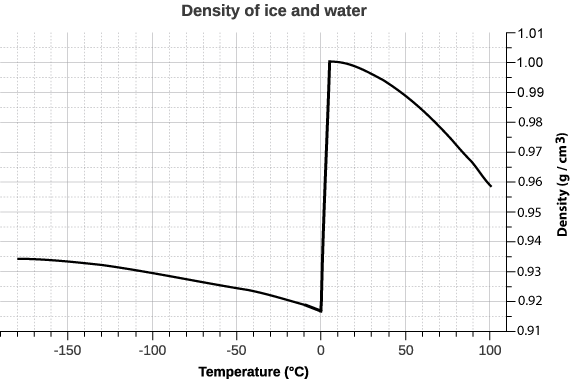 Density of ice and water
1.01
1.00
0.99
0.98
0.97
0.96
0.95
0.94
0.93
0.92
0.91
Density (g / cm3)
-150 -100 -50 0 50 100
Temperature (°C)